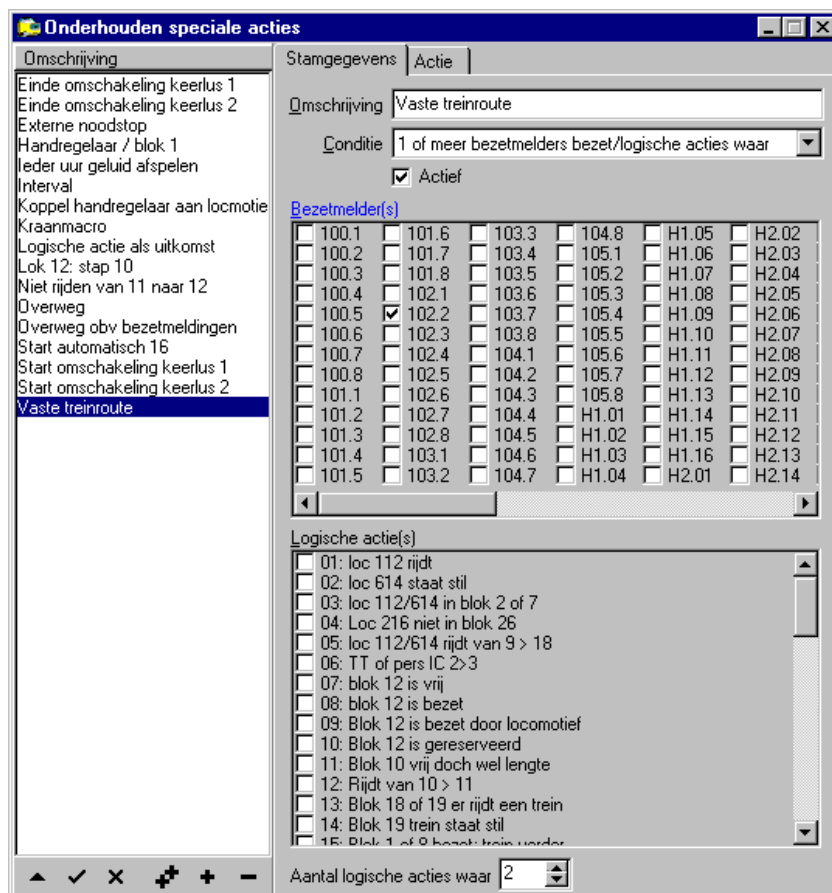 Onderhouden speciale acties
Omschrijving
Einde omschakeling keerlus 1
Einde omschakeling keerlus 2
Externe noodstop
Handregelaar / blok 1
Ieder uur geluid afspelen
Interval
Koppel handregelaar aan locmotie
Kraanmacro
Logische actie als uitkomst
Lok 12: stap 10
Niet rijden van 11 naar 12
Overweg
Overweg obv bezetmeldingen
Start automatisch 16
Start omschakeling keerlus 1
Start omschakeling keerlus 2
Vaste treinroute
Stamgegevens Actie
Omschrijving Vaste treinroute
Conditie 1 of meer bezetmelders bezet/logische acties waar
Actief
Bezetmelder(s)
100.1 101.6 103.3 104.8 H1.05 H2.02
100.2 101.7 103.4 105.1 H1.06 H2.03
100.3 101.8 103.5 105.2 H1.07 H2.04
100.4 102.1 103.6 105.3 H1.08 H2.05
100.5 102.2 103.7 105.4 H1.09 H2.06
100.6 102.3 103.8 105.5 H1.10 H2.07
100.7 102.4 104.1 105.6 H1.11 H2.08
100.8 102.5 104.2 105.7 H1.12 H2.09
101.1 102.6 104.3 105.8 H1.13 H2.10
101.2 102.7 104.4 H1.01 H1.14 H2.11
101.3 102.8 104.5 H1.02 H1.15 H2.12
101.4 103.1 104.6 H1.03 H1.16 H2.13
101.5 103.2 104.7 H1.04 H2.01 H2.14
Logische actie(s)
01: loc 112 rijdt
02: loc 614 staat stil
03: loc 112/614 in blok 2 of 7
04: Loc 216 niet in blok 26
05: loc 112/614 rijdt van 9 > 18
06: TT of pers IC 2>3
07: blok 12 is vrij
08: blok 12 is bezet
09: Blok 12 is bezet door locomotief
10: Blok 12 is gereserveerd
11: Blok 10 vrij doch wel lengte
12: Rijdt van 10 > 11
13: Blok 18 of 19 er rijdt een trein
14: Blok 19 trein staat stil
15: Blok 1 of 8 bezet: trein verder
Aantal logische acties waar 2